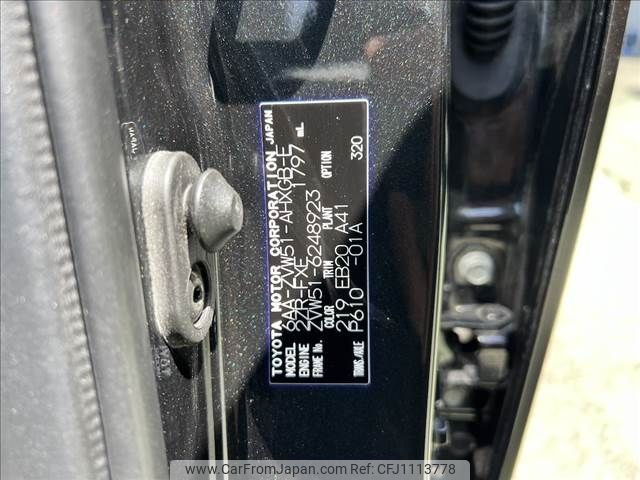 TOYOTA MOTOR CORPORATION JAPAN
MODEL 6AA-ZVW51-AHXGB-E
ENGINE 2ZR-FXE 1797 mL
FRAME No. ZVW51-6248923
COLOR TRIM PLANT OPTION
219 EB20 A41 320
TRANS./AXLE P610 -01A
www.CarFromJapan.com REF:ZG1113778